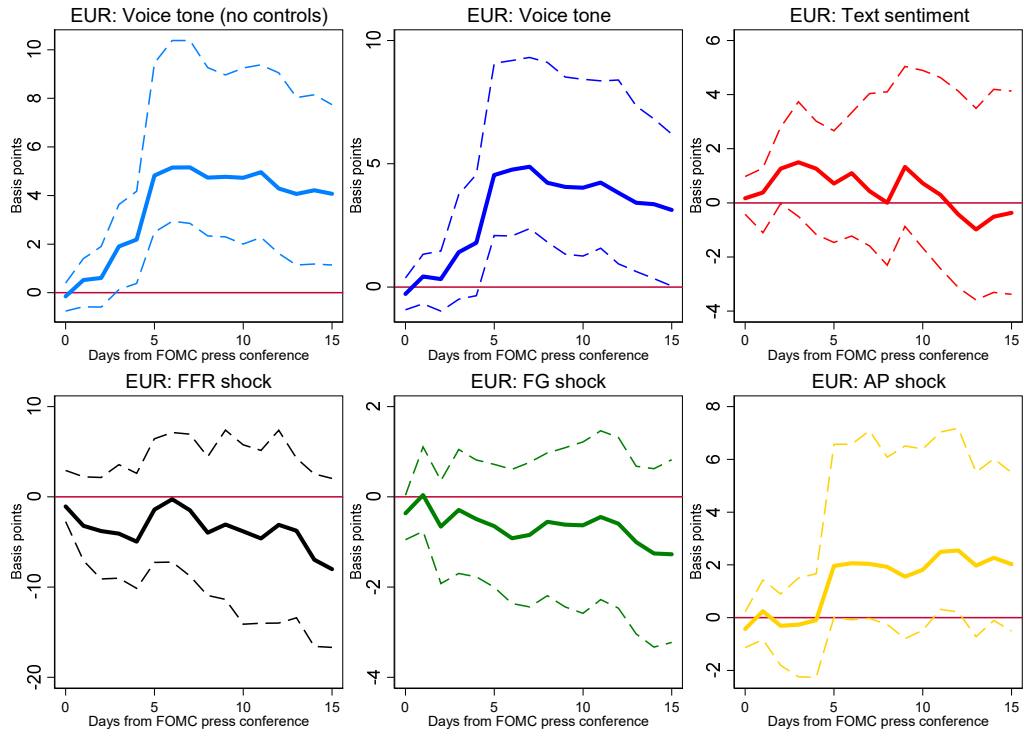 EUR: Voice tone (no controls)
Basis points
0
2
4
6
8
10
0
5
10
15
Days from FOMC press conference
EUR: Voice tone
Basis points
0
5
10
0
5
10
15
Days from FOMC press conference
EUR: Text sentiment
Basis points
-4
-2
0
2
4
6
0
5
10
15
Days from FOMC press conference
EUR: FFR shock
Basis points
-20
-10
0
10
0
5
10
15
Days from FOMC press conference
EUR: FG shock
Basis points
-4
-2
0
2
0
5
10
15
Days from FOMC press conference
EUR: AP shock
Basis points
-2
0
2
4
6
8
0
5
10
15
Days from FOMC press conference